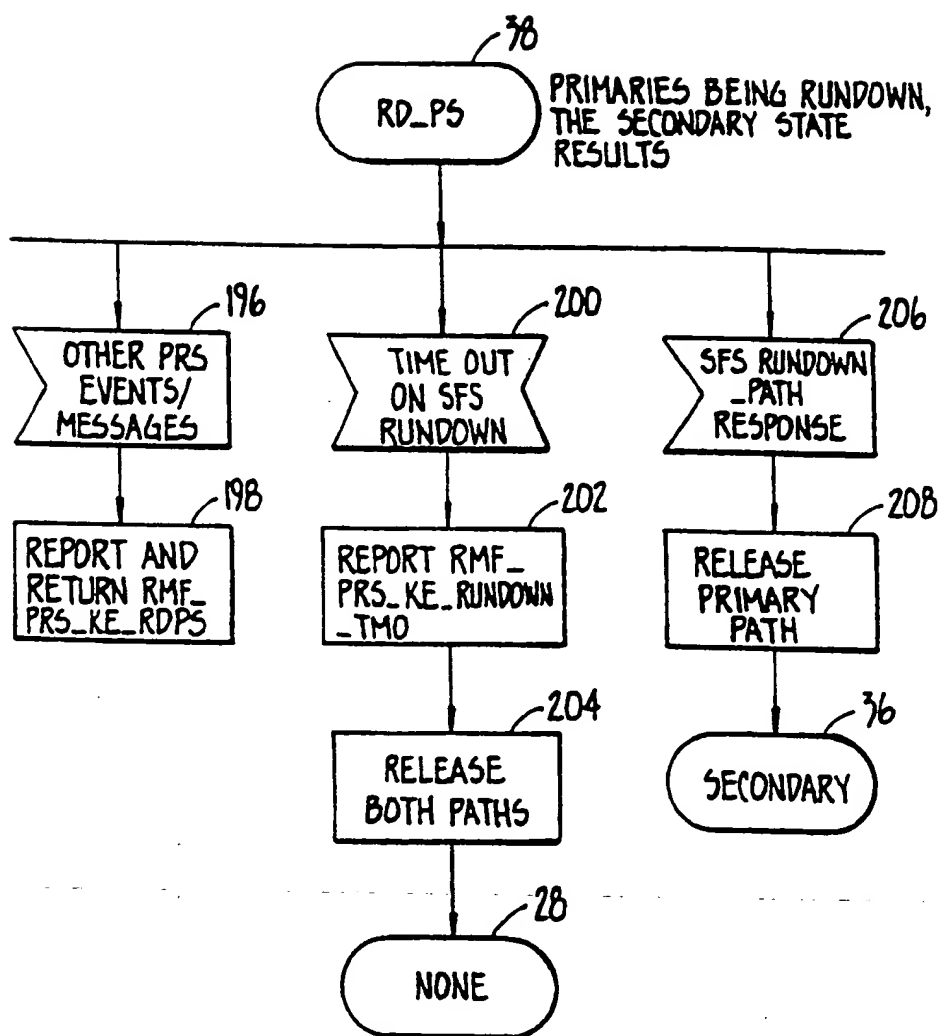 38
RD_PS
PRIMARIES BEING RUNDOWN,
THE SECONDARY STATE
RESULTS
196
OTHER PRS
EVENTS/
MESSAGES
200
TIME OUT
ON SFS
RUNDOWN
206
SFS RUNDOWN
_PATH
RESPONSE
198
REPORT AND
RETURN RMF_
PRS_KE_RDPS
202
REPORT RMF_
PRS_KE_RUNDOWN
_TMO
208
RELEASE
PRIMARY
PATH
204
RELEASE
BOTH PATHS
36
SECONDARY
28
NONE